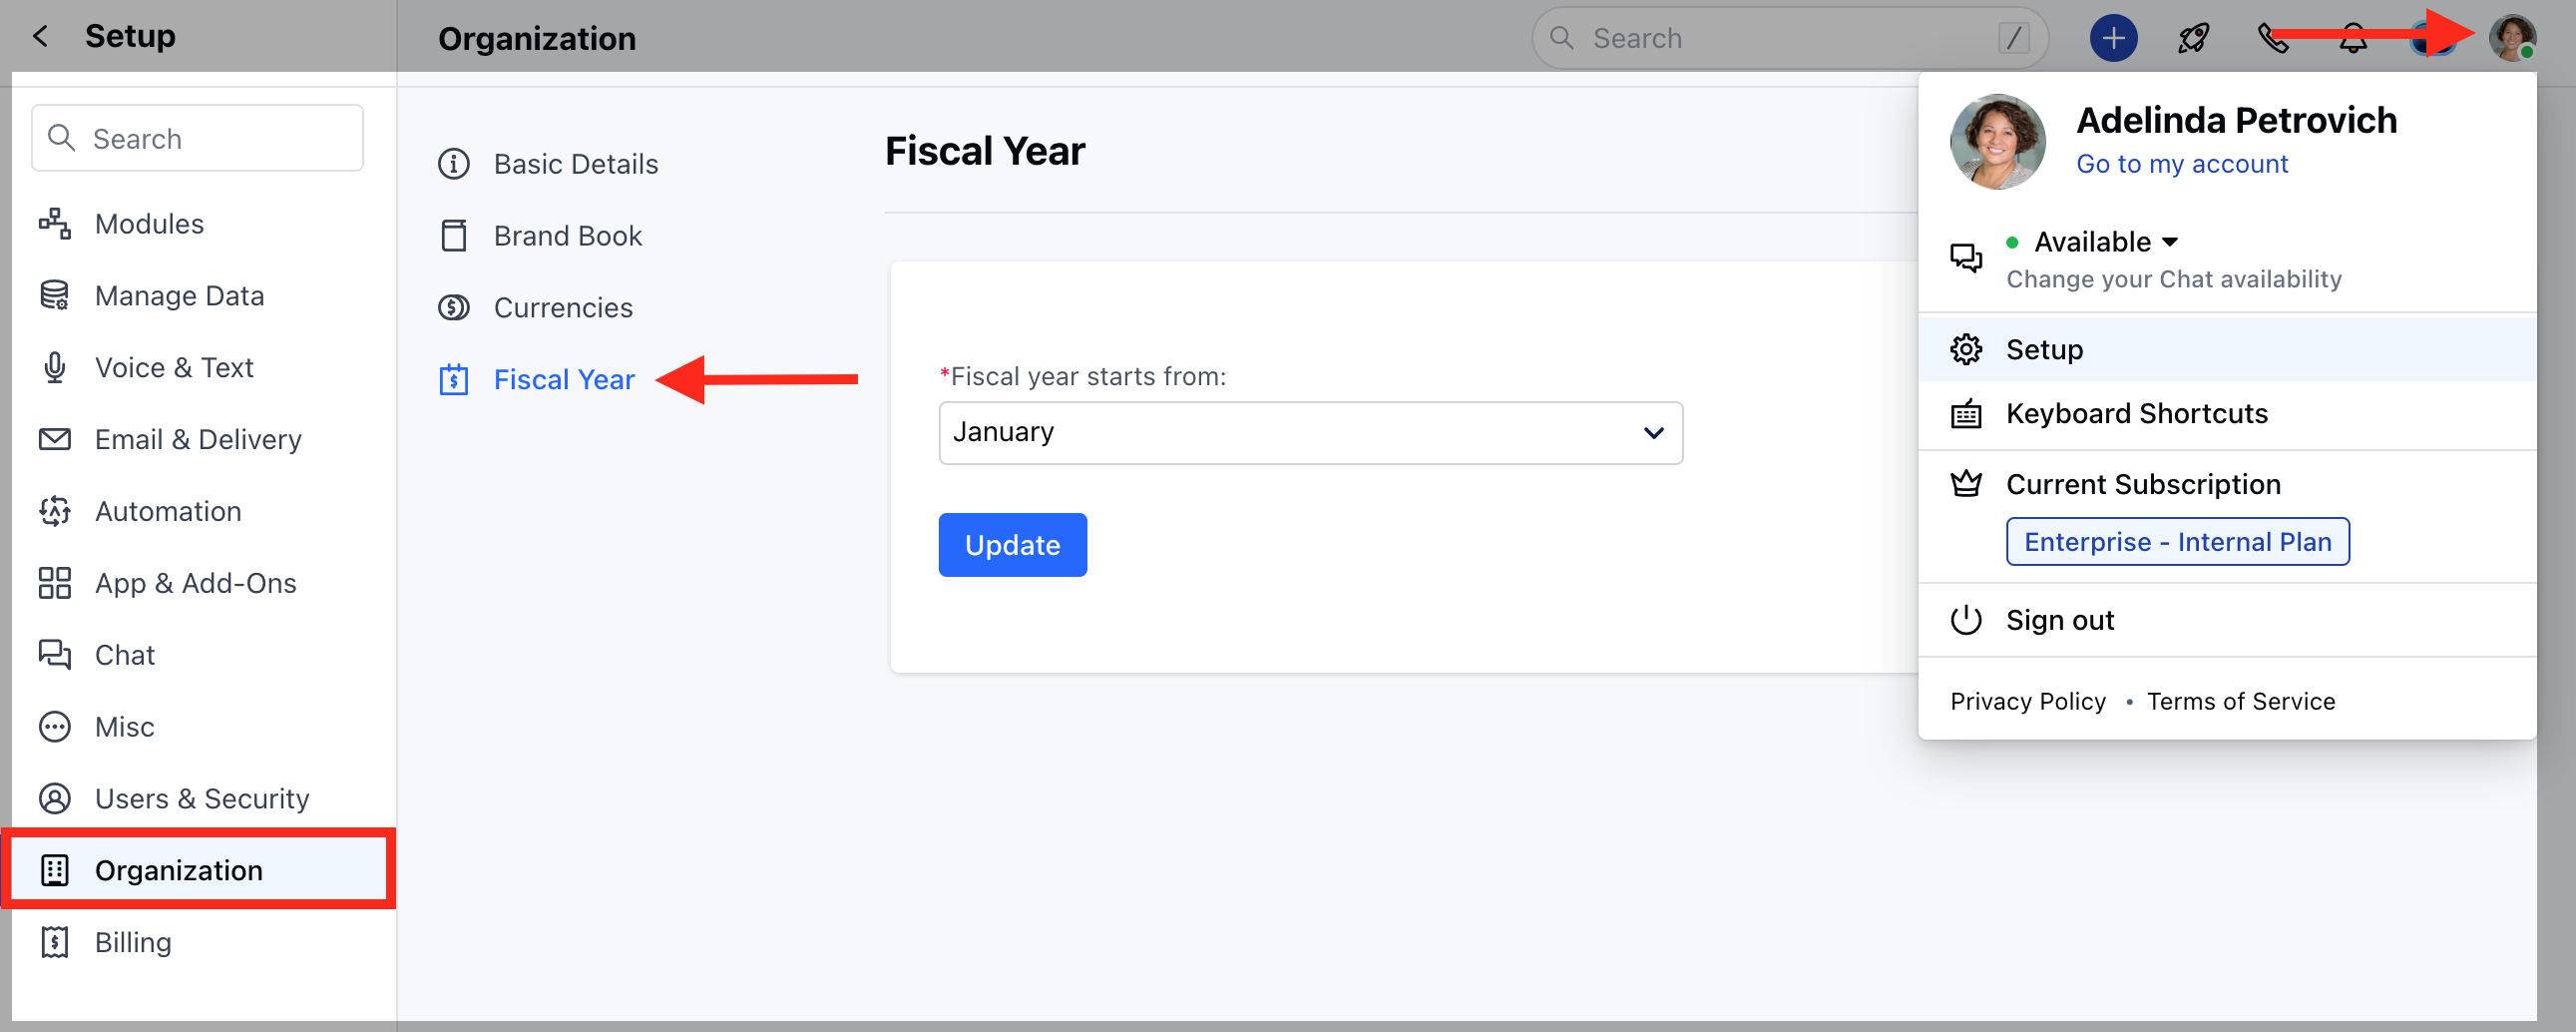 Setup
Organization
Search /
Search
Modules
Manage Data
Voice & Text
Email & Delivery
Automation
App & Add-Ons
Chat
Misc
Users & Security
Organization
Billing
Basic Details
Brand Book
Currencies
Fiscal Year
Fiscal Year
*Fiscal year starts from:
January
Update
Adelinda Petrovich
Go to my account
Available
Change your Chat availability
Setup
Keyboard Shortcuts
Current Subscription
Enterprise - Internal Plan
Sign out
Privacy Policy • Terms of Service